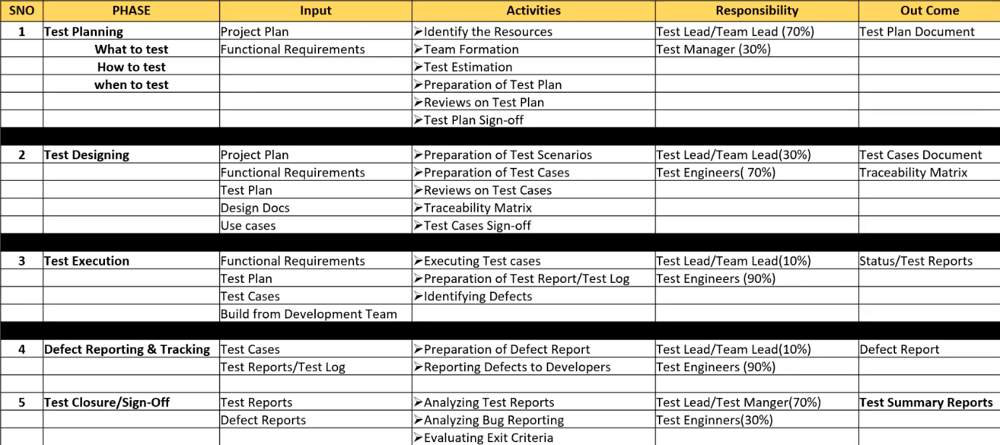 SNO PHASE Input Activities Responsibility Out Come
1 Test Planning Project Plan ➢Identify the Resources Test Lead/Team Lead (70%) Test Plan Document
What to test Functional Requirements ➢Team Formation Test Manager (30%)
How to test ➢Test Estimation
when to test ➢Preparation of Test Plan
➢Reviews on Test Plan
➢Test Plan Sign-off
2 Test Designing Project Plan ➢Preparation of Test Scenarios Test Lead/Team Lead(30%) Test Cases Document
Functional Requirements ➢Preparation of Test Cases Test Engineers( 70%) Traceability Matrix
Test Plan ➢Reviews on Test Cases
Design Docs ➢Traceability Matrix
Use cases ➢Test Cases Sign-off
3 Test Execution Functional Requirements ➢Executing Test cases Test Lead/Team Lead(10%) Status/Test Reports
Test Plan ➢Preparation of Test Report/Test Log Test Engineers (90%)
Test Cases ➢Identifying Defects
Build from Development Team
4 Defect Reporting & Tracking Test Cases ➢Preparation of Defect Report Test Lead/Team Lead(10%) Defect Report
Test Reports/Test Log ➢Reporting Defects to Developers Test Engineers (90%)
5 Test Closure/Sign-Off Test Reports ➢Analyzing Test Reports Test Lead/Test Manger(70%) Test Summary Reports
Defect Reports ➢Analyzing Bug Reporting Test Enginners(30%)
➢Evaluating Exit Criteria